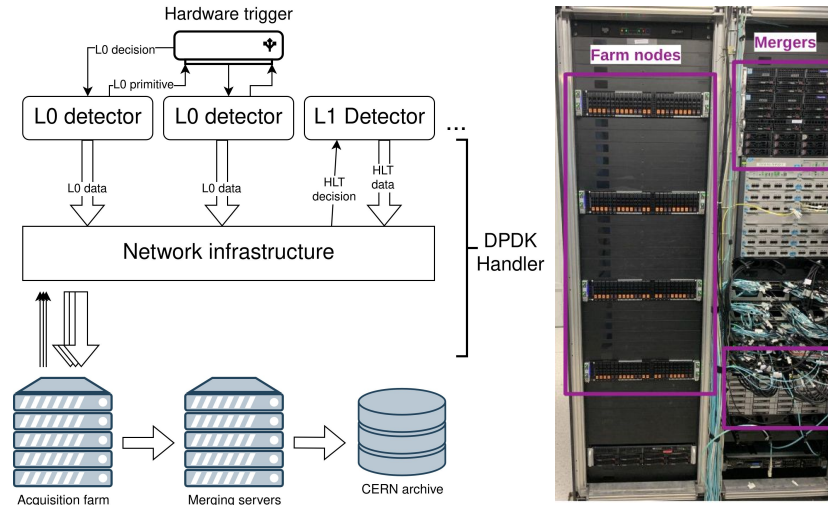 Hardware trigger
L0 decision
L0 primitive
L0 detector
L0 detector
L1 Detector
...
L0 data
L0 data
HLT
decision
HLT
data
Network infrastructure
DPDK
Handler
Acquisition farm
Merging servers
CERN archive
Farm nodes
Mergers